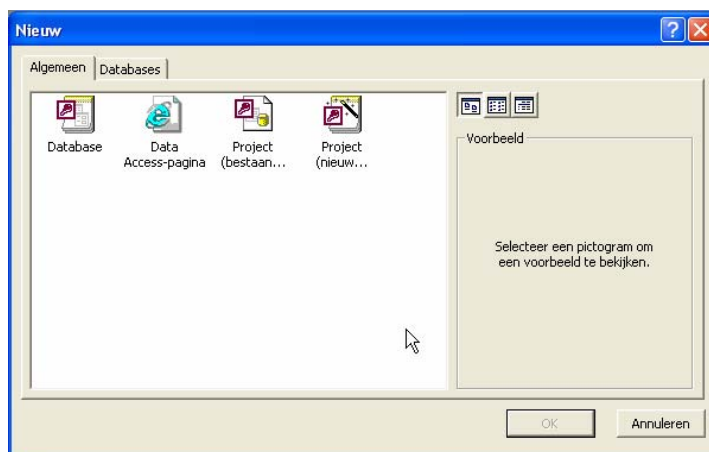 Nieuw
Algemeen
Databases
Database
Data
Access-pagina
Project
(bestaan...
Project
(nieuw...
Voorbeeld
Selecteer een pictogram om
een voorbeeld te bekijken.
OK
Annuleren